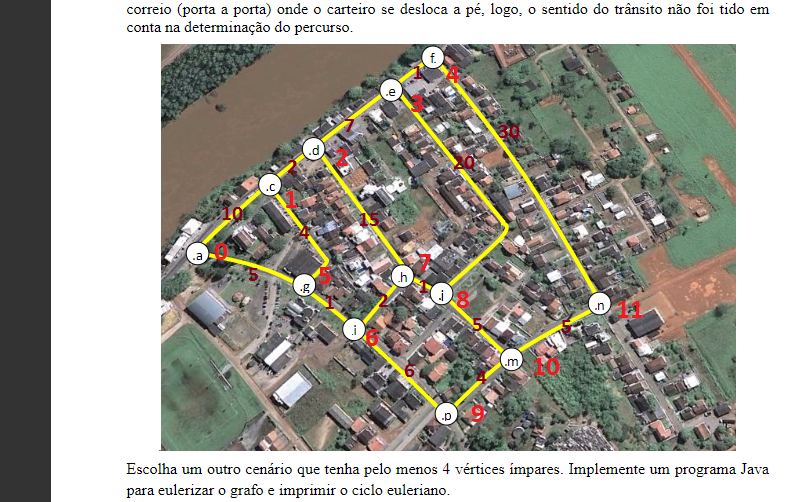 correio (porta a porta) onde o carteiro se desloca a pé, logo, o sentido do trânsito não foi tido em
conta na determinação do percurso.
.f
1
4
.e
3
7
30
.d
2
2
20
.c
1
10
15
4
.a
0
7
5
5
.h
.g
1
.j
8
.n
11
1
2
.i
6
5
5
.m
10
6
4
.p
9
Escolha um outro cenário que tenha pelo menos 4 vértices ímpares. Implemente um programa Java
para eulerizar o grafo e imprimir o ciclo euleriano.